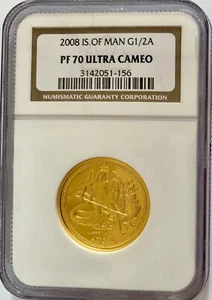 2008 IS.OF MAN G1/2A
PF 70 ULTRA CAMEO
3142051-156
NUMISMATIC GUARANTY CORPORATION